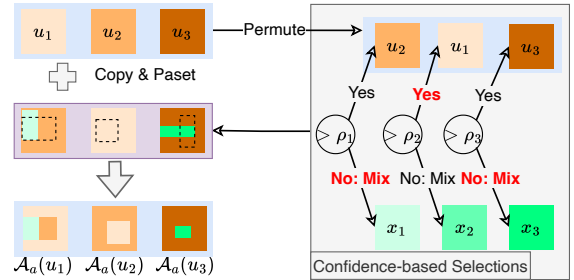 u₁ u₂ u₃
Permute
u₂ u₁ u₃
Copy & Paset
Yes Yes Yes
> ρ₁ > ρ₂ > ρ₃
No: Mix No: Mix No: Mix
x₁ x₂ x₃
𝒜ₐ(u₁) 𝒜ₐ(u₂) 𝒜ₐ(u₃)
Confidence-based Selections